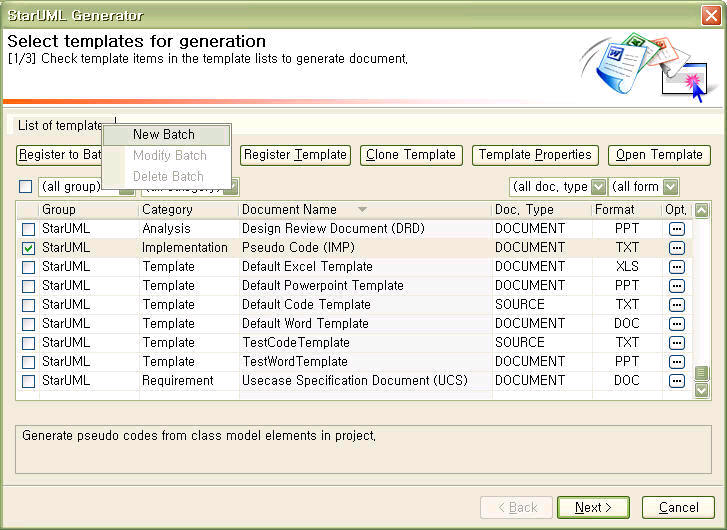 StarUML Generator
Select templates for generation
[1/3] Check template items in the template lists to generate document.
List of template
New Batch
Modify Batch
Delete Batch
Register to Bat
Register Template
Clone Template
Template Properties
Open Template
(all group)
(all category)
(all doc. type
(all form
Group Category Document Name Doc. Type Format Opt.
StarUML Analysis Design Review Document (DRD) DOCUMENT PPT
StarUML Implementation Pseudo Code (IMP) DOCUMENT TXT
StarUML Template Default Excel Template DOCUMENT XLS
StarUML Template Default Powerpoint Template DOCUMENT PPT
StarUML Template Default Code Template SOURCE TXT
StarUML Template Default Word Template DOCUMENT DOC
StarUML Template TestCodeTemplate SOURCE TXT
StarUML Template TestWordTemplate DOCUMENT PPT
StarUML Requirement Usecase Specification Document (UCS) DOCUMENT DOC
Generate pseudo codes from class model elements in project.
< Back
Next >
Cancel